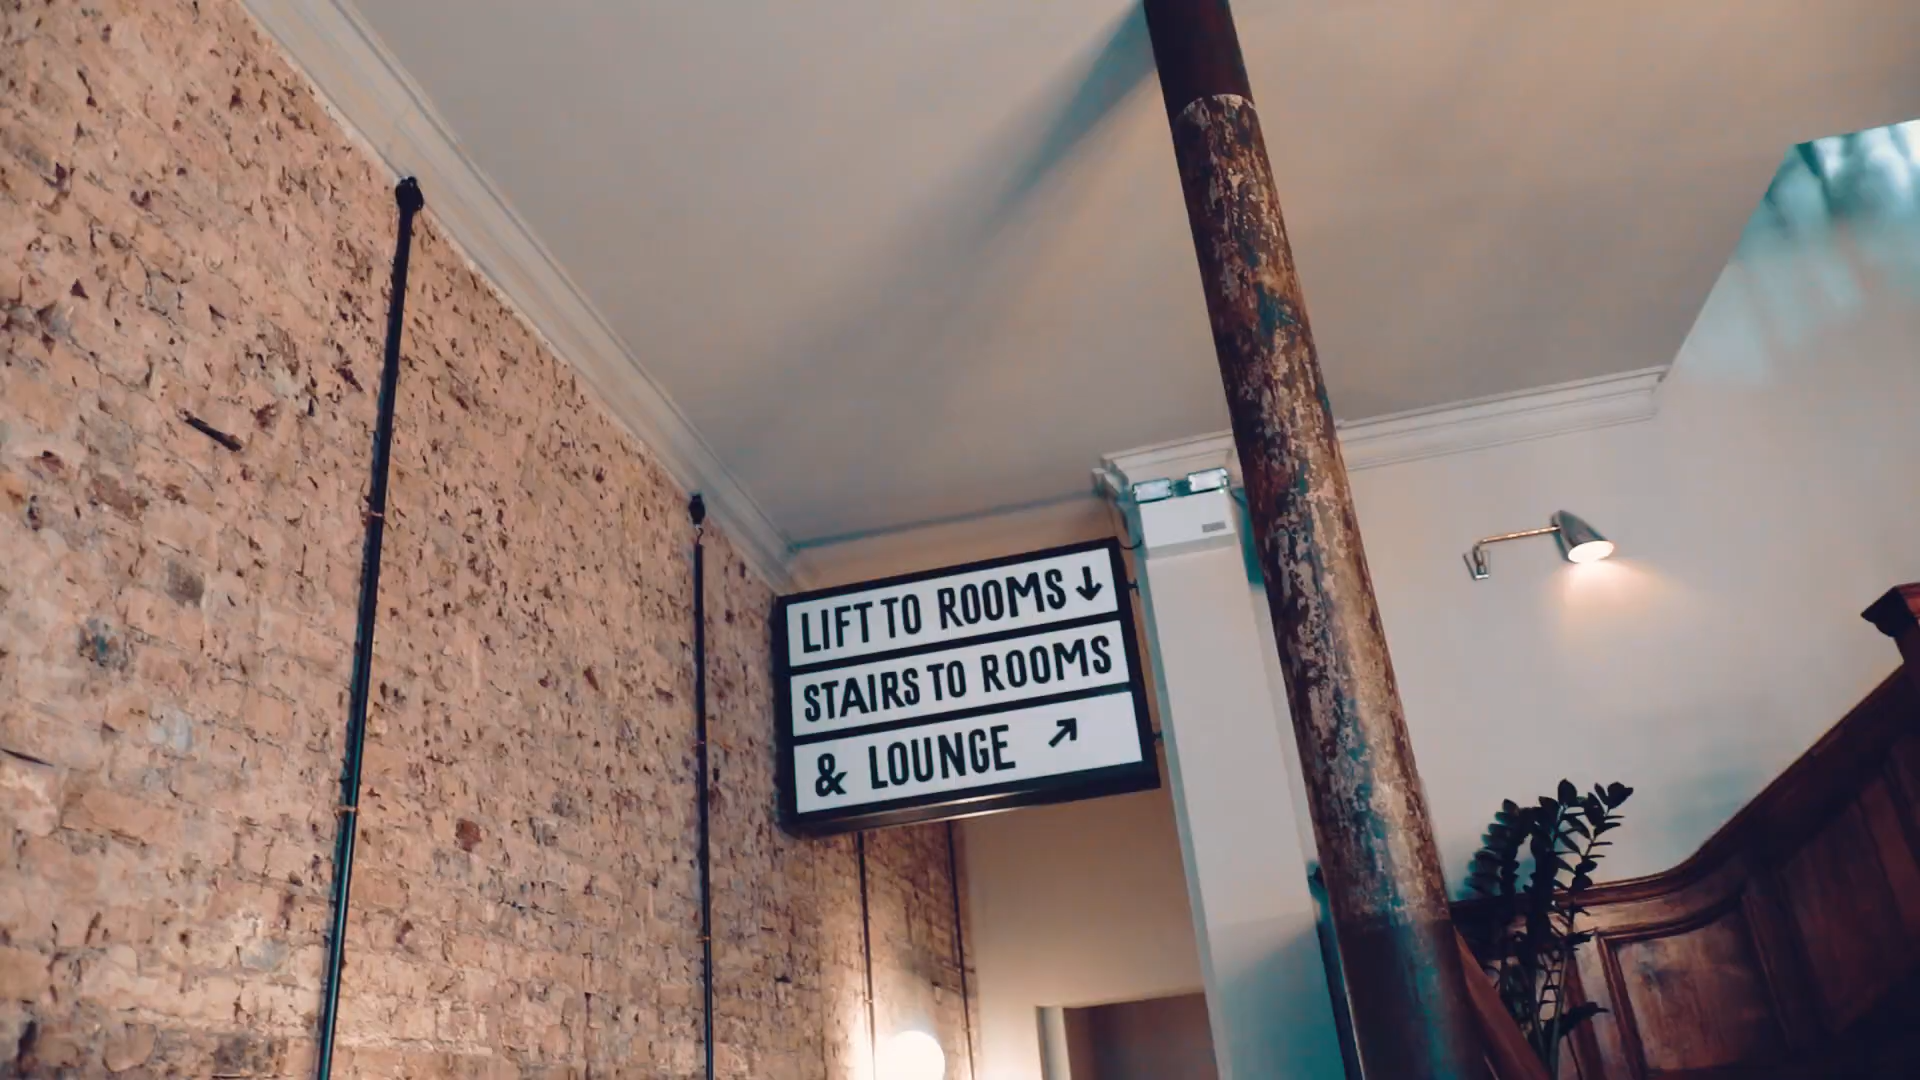 LIFT TO ROOMS ↓
STAIRS TO ROOMS
& LOUNGE ↗